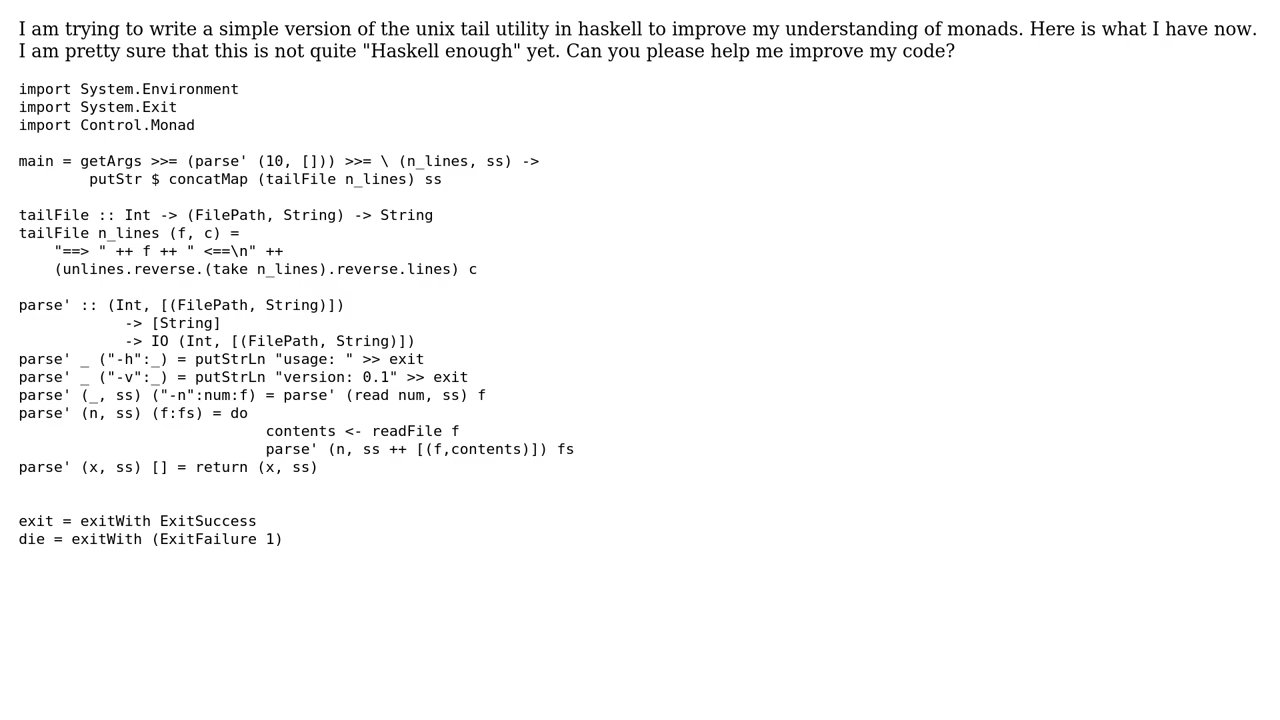 I am trying to write a simple version of the unix tail utility in haskell to improve my understanding of monads. Here is what I have now.
I am pretty sure that this is not quite "Haskell enough" yet. Can you please help me improve my code?
import System.Environment
import System.Exit
import Control.Monad
main = getArgs >>= (parse' (10, [])) >>= \ (n_lines, ss) ->
        putStr $ concatMap (tailFile n_lines) ss
tailFile :: Int -> (FilePath, String) -> String
tailFile n_lines (f, c) =
    "==> " ++ f ++ " <==\n" ++
    (unlines.reverse.(take n_lines).reverse.lines) c
parse' :: (Int, [(FilePath, String)])
            -> [String]
            -> IO (Int, [(FilePath, String)])
parse' _ ("-h":_) = putStrLn "usage: " >> exit
parse' _ ("-v":_) = putStrLn "version: 0.1" >> exit
parse' (_, ss) ("-n":num:f) = parse' (read num, ss) f
parse' (n, ss) (f:fs) = do
                            contents <- readFile f
                            parse' (n, ss ++ [(f,contents)]) fs
parse' (x, ss) [] = return (x, ss)
exit = exitWith ExitSuccess
die = exitWith (ExitFailure 1)